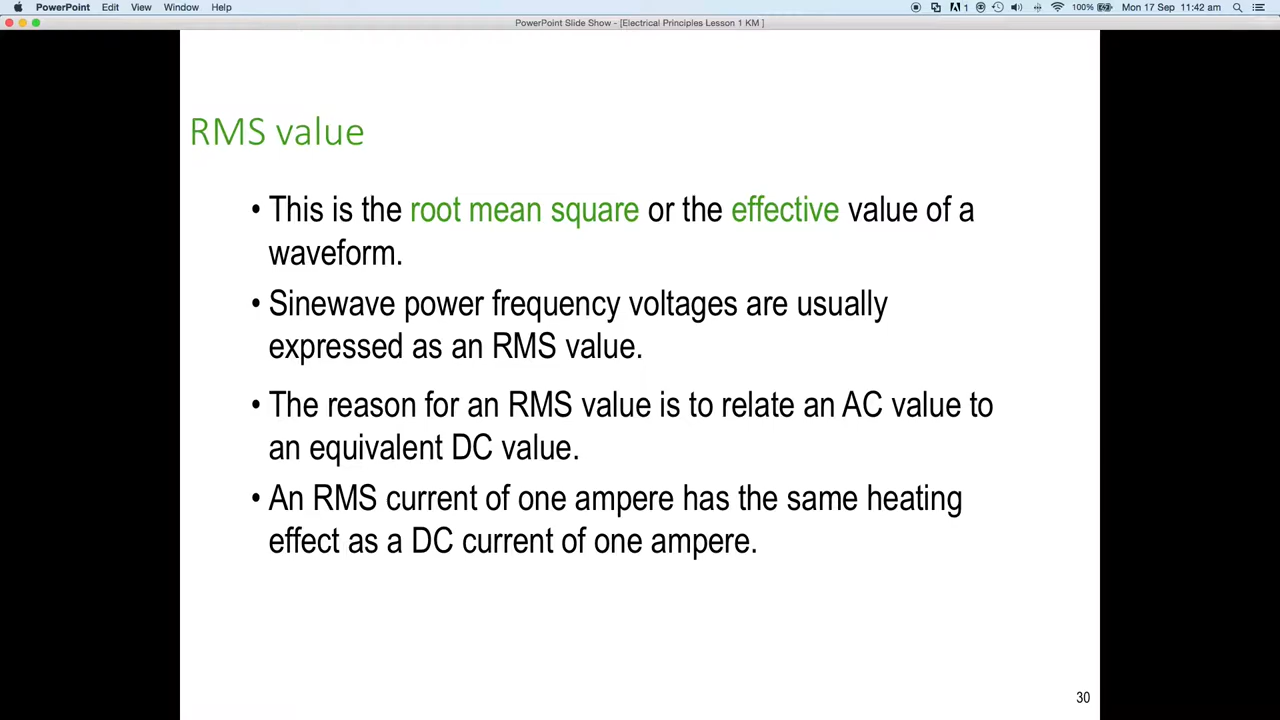 PowerPoint Edit View Window Help 1 100% Mon 17 Sep 11:42 am
PowerPoint Slide Show - [Electrical Principles Lesson 1 KM ]
RMS value
• This is the root mean square or the effective value of a
waveform.
• Sinewave power frequency voltages are usually
expressed as an RMS value.
• The reason for an RMS value is to relate an AC value to
an equivalent DC value.
• An RMS current of one ampere has the same heating
effect as a DC current of one ampere.
30